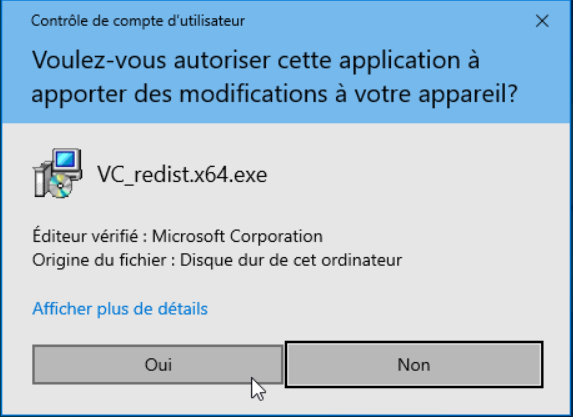 Contrôle de compte d'utilisateur
Voulez-vous autoriser cette application à
apporter des modifications à votre appareil?
VC_redist.x64.exe
Éditeur vérifié : Microsoft Corporation
Origine du fichier : Disque dur de cet ordinateur
Afficher plus de détails
Oui
Non